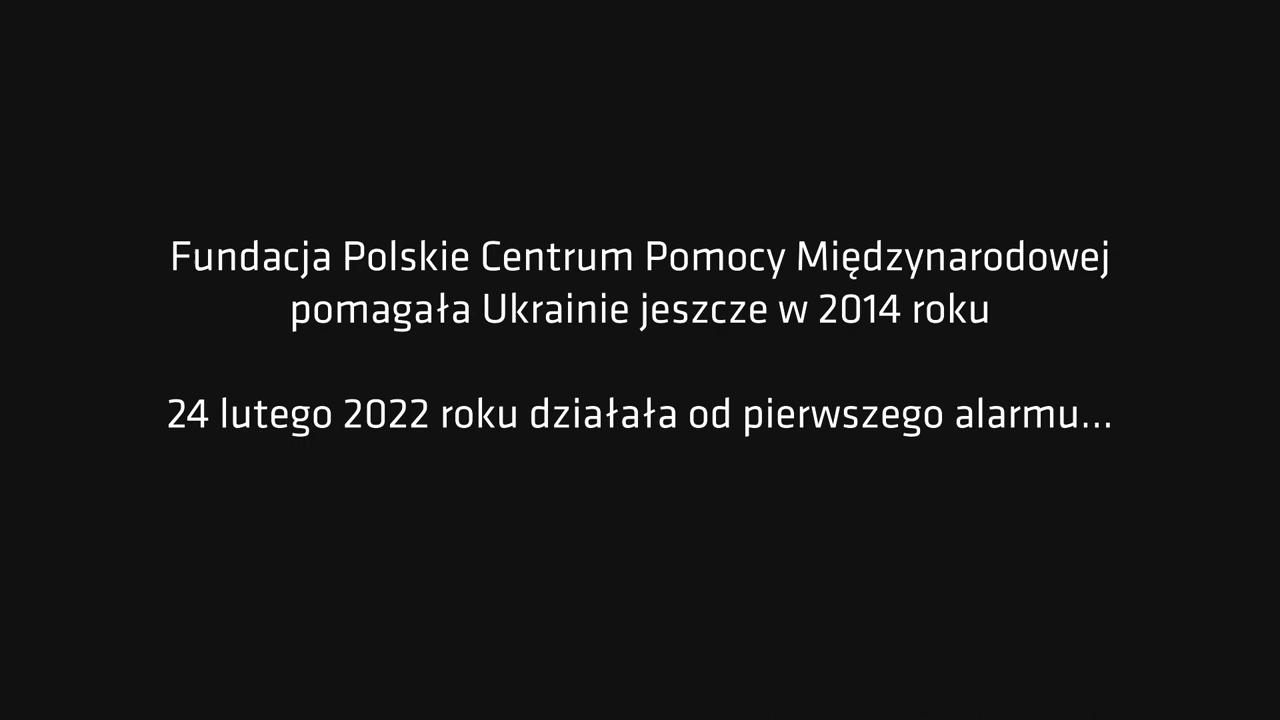 Fundacja Polskie Centrum Pomocy Międzynarodowej
pomagała Ukrainie jeszcze w 2014 roku
24 lutego 2022 roku działała od pierwszego alarmu...